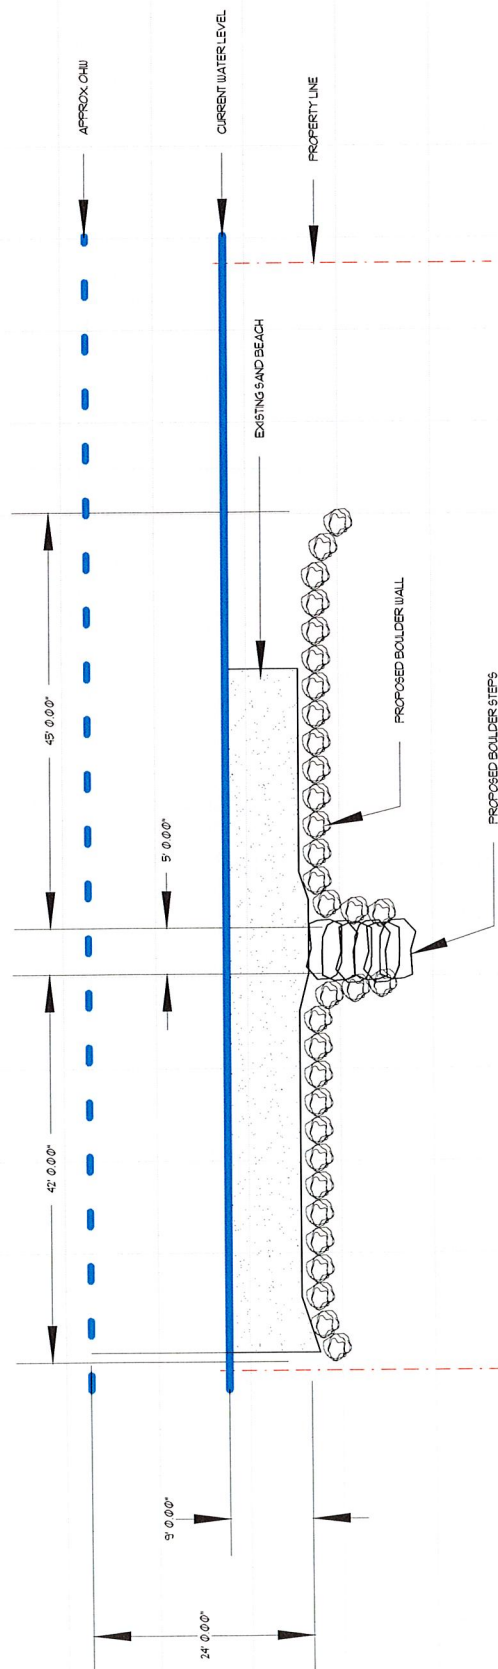 APPROX. OHW
CURRENT WATER LEVEL
PROPERTY LINE
EXISTING SAND BEACH
45' 0.00"
5' 0.00"
PROPOSED BOULDER WALL
PROPOSED BOULDER STEPS
42' 0.00"
9' 0.00"
24' 0.00"